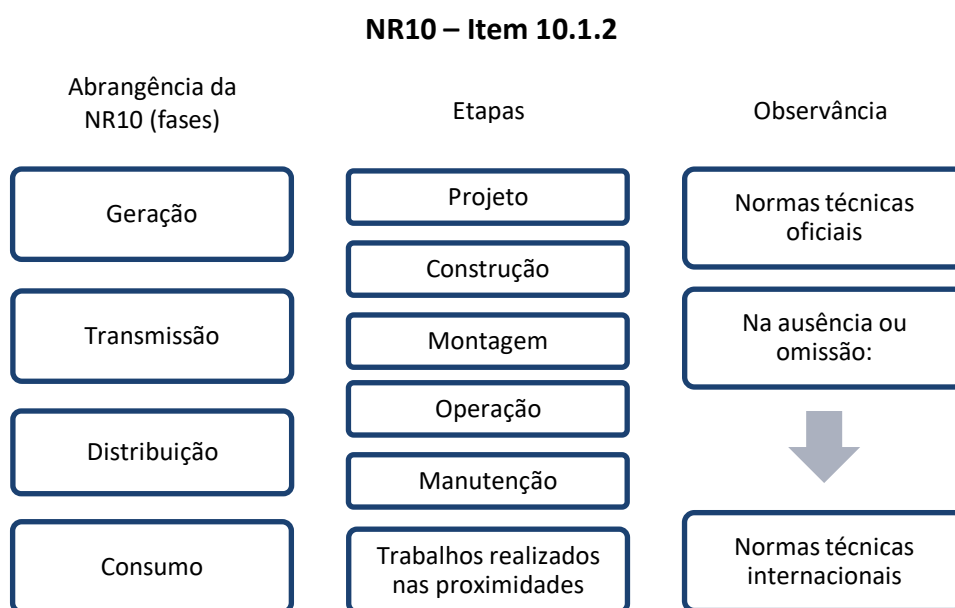 NR10 – Item 10.1.2
Abrangência da
NR10 (fases)
Geração
Transmissão
Distribuição
Consumo
Etapas
Projeto
Construção
Montagem
Operação
Manutenção
Trabalhos realizados
nas proximidades
Observância
Normas técnicas
oficiais
Na ausência ou
omissão:
Normas técnicas
internacionais